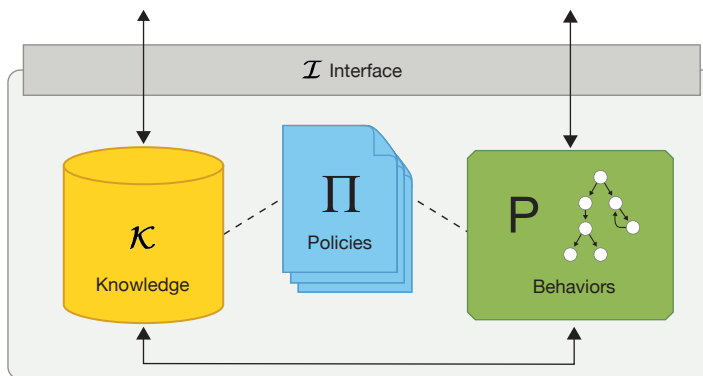 𝓘 Interface
Π
Policies
𝒦
Knowledge
P
Behaviors